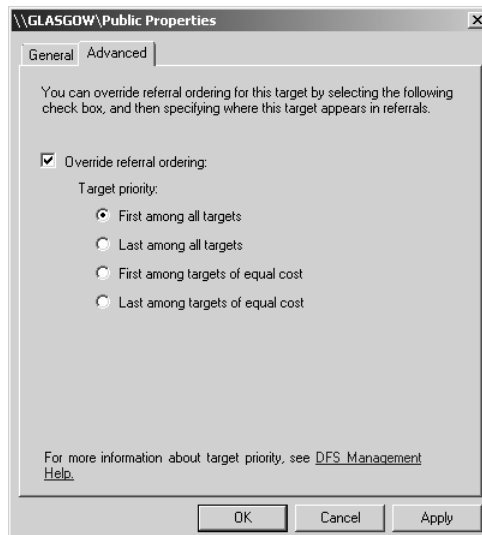 \\GLASGOW\Public Properties
General Advanced
You can override referral ordering for this target by selecting the following
check box, and then specifying where this target appears in referrals.
Override referral ordering:
Target priority:
First among all targets
Last among all targets
First among targets of equal cost
Last among targets of equal cost
For more information about target priority, see DFS Management
Help.
OK Cancel Apply